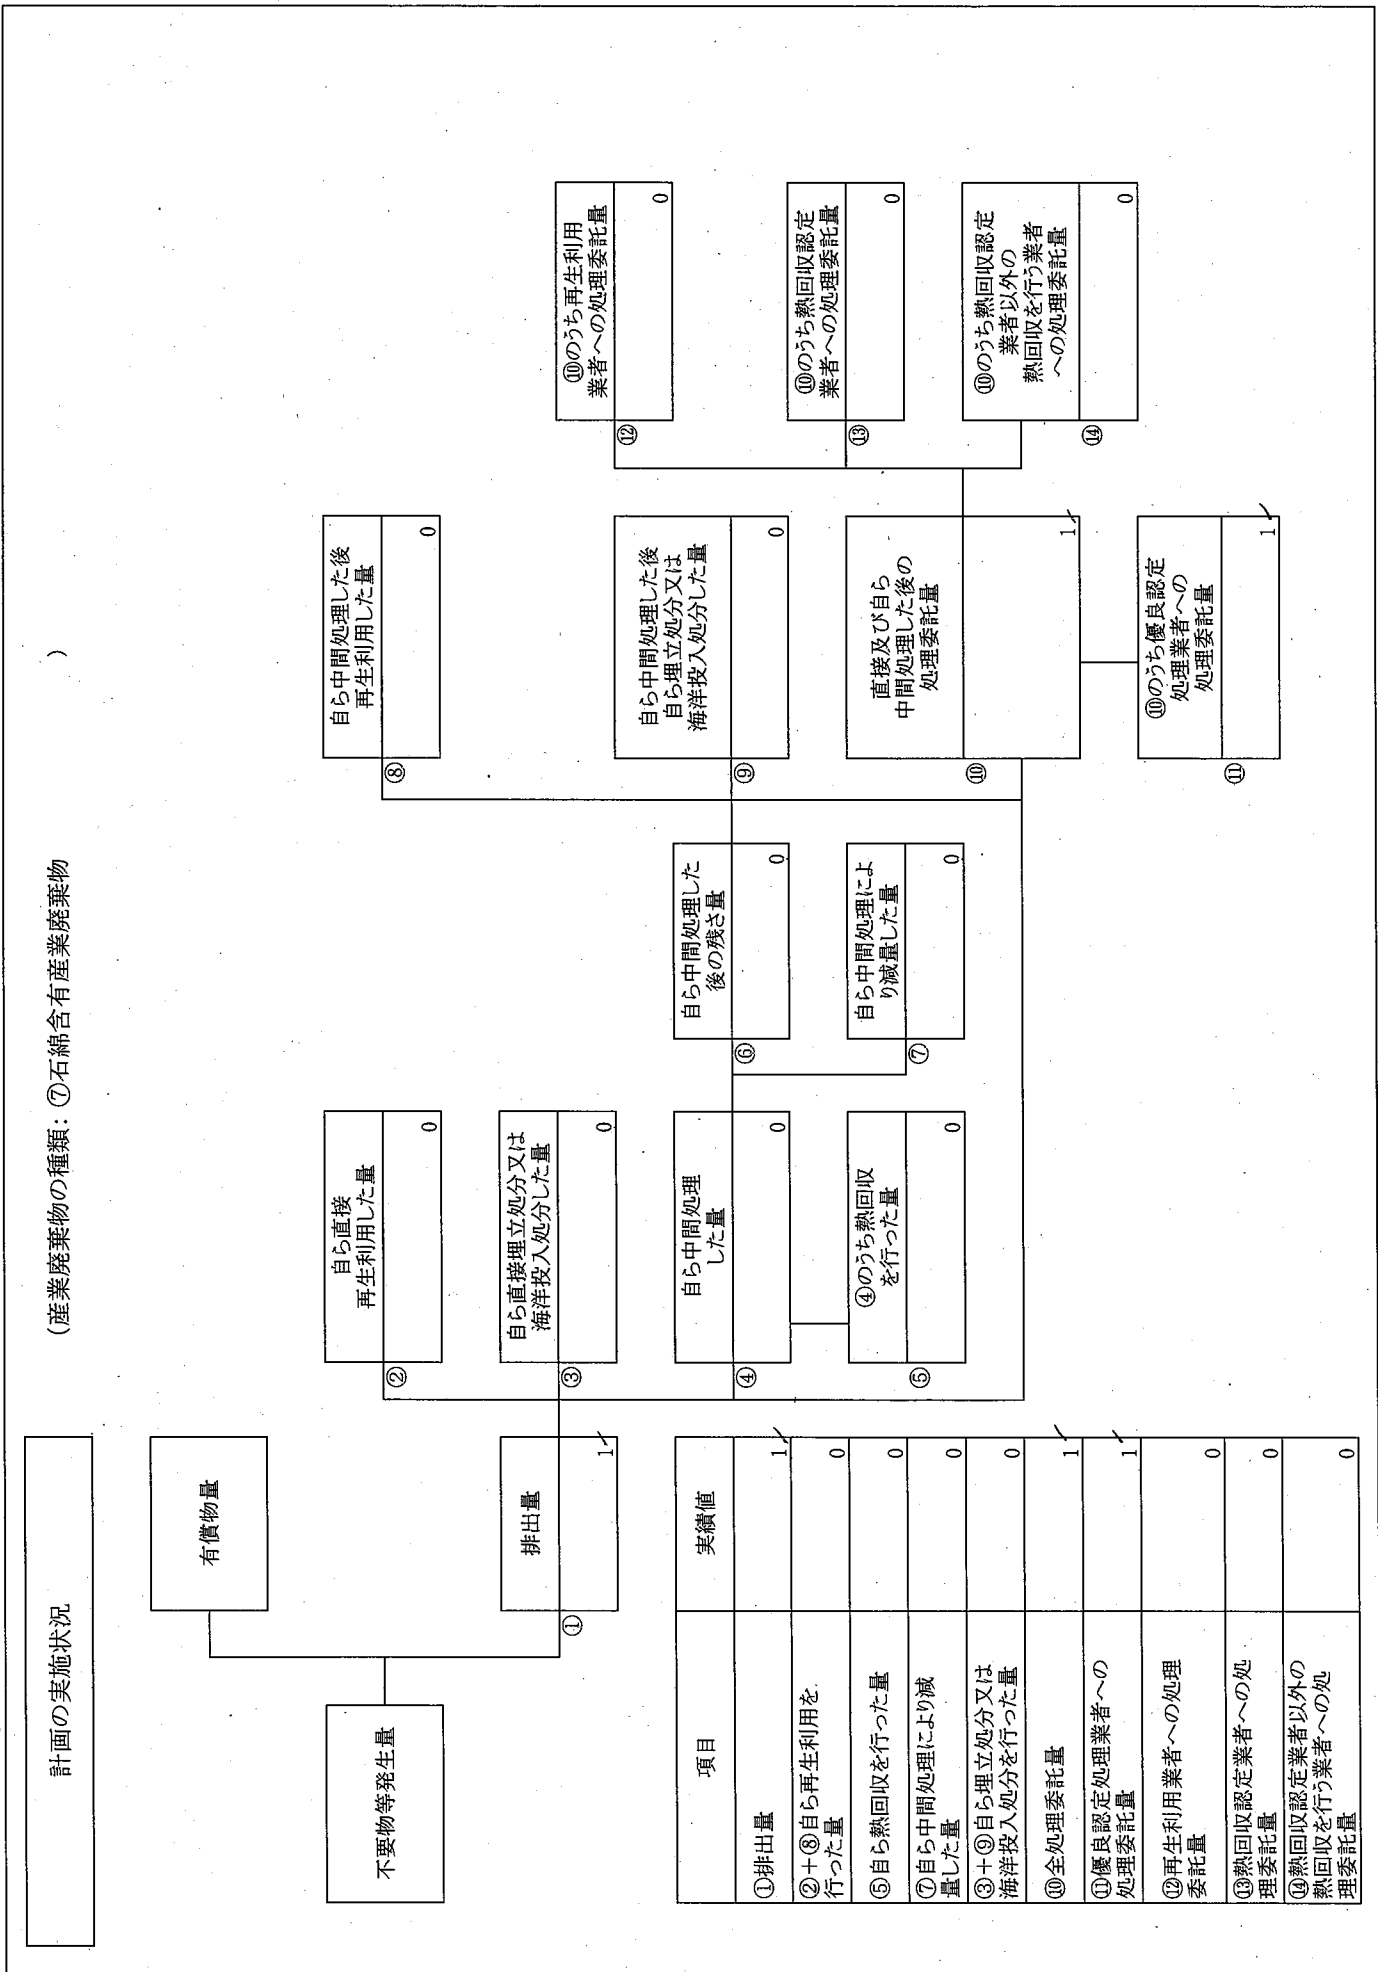 計画の実施状況
(産業廃棄物の種類：⑦石綿含有産業廃棄物　　　　　)
不要物等発生量
有償物量
①
排出量
1
②
自ら直接
再生利用した量
0
③
自ら直接埋立処分又は
海洋投入処分した量
0
④
自ら中間処理
した量
0
⑤
④のうち熱回収
を行った量
0
⑥
自ら中間処理した
後の残さ量
0
⑦
自ら中間処理によ
り減量した量
0
⑧
自ら中間処理した後
再生利用した量
0
⑨
自ら中間処理した後
自ら埋立処分又は
海洋投入処分した量
0
⑩
直接及び自ら
中間処理した後の
処理委託量
1
⑪
⑩のうち優良認定
処理業者への
処理委託量
1
⑫
⑩のうち再生利用
業者への処理委託量
0
⑬
⑩のうち熱回収認定
業者への処理委託量
0
⑭
⑩のうち熱回収認定
業者以外の
熱回収を行う業者
への処理委託量
0
項目 実績値
①排出量 1
②＋⑧自ら再生利用を
行った量 0
⑤自ら熱回収を行った量 0
⑦自ら中間処理により減
量した量 0
③＋⑨自ら埋立処分又は
海洋投入処分を行った量 0
⑩全処理委託量 1
⑪優良認定処理業者への
処理委託量 1
⑫再生利用業者への処理
委託量 0
⑬熱回収認定業者への処
理委託量 0
⑭熱回収認定業者以外の
熱回収を行う業者への処
理委託量 0